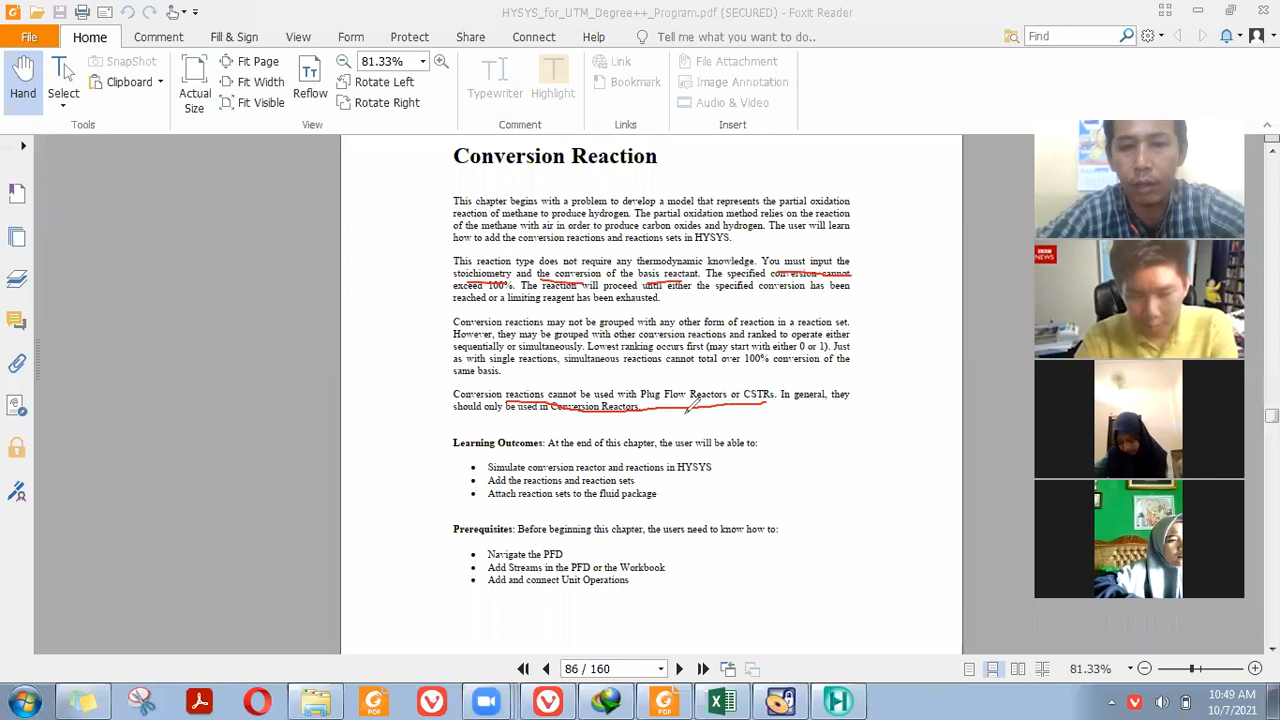 HYSYS_for_UTM_Degree++_Program.pdf (SECURED) - Foxit Reader
File Home Comment Fill & Sign View Form Protect Share Connect Help Tell me what you want to do.. Find
Hand
Select
SnapShot
Clipboard
Actual Size
Fit Page
Fit Width
Fit Visible
Reflow
81.33%
Rotate Left
Rotate Right
Typewriter
Highlight
Link
Bookmark
File Attachment
Image Annotation
Audio & Video
Tools View Comment Links Insert
Conversion Reaction
This chapter begins with a problem to develop a model that represents the partial oxidation
reaction of methane to produce hydrogen. The partial oxidation method relies on the reaction
of the methane with air in order to produce carbon oxides and hydrogen. The user will learn
how to add the conversion reactions and reactions sets in HYSYS.
This reaction type does not require any thermodynamic knowledge. You must input the
stoichiometry and the conversion of the basis reactant. The specified conversion cannot
exceed 100%. The reaction will proceed until either the specified conversion has been
reached or a limiting reagent has been exhausted.
Conversion reactions may not be grouped with any other form of reaction in a reaction set.
However, they may be grouped with other conversion reactions and ranked to operate either
sequentially or simultaneously. Lowest ranking occurs first (may start with either 0 or 1). Just
as with single reactions, simultaneous reactions cannot total over 100% conversion of the
same basis.
Conversion reactions cannot be used with Plug Flow Reactors or CSTRs. In general, they
should only be used in Conversion Reactors.
Learning Outcomes: At the end of this chapter, the user will be able to:
• Simulate conversion reactor and reactions in HYSYS
• Add the reactions and reaction sets
• Attach reaction sets to the fluid package
Prerequisites: Before beginning this chapter, the users need to know how to:
• Navigate the PFD
• Add Streams in the PFD or the Workbook
• Add and connect Unit Operations
BBC NEWS
86 / 160
81.33%
PDF
PDF
10:49 AM
10/7/2021